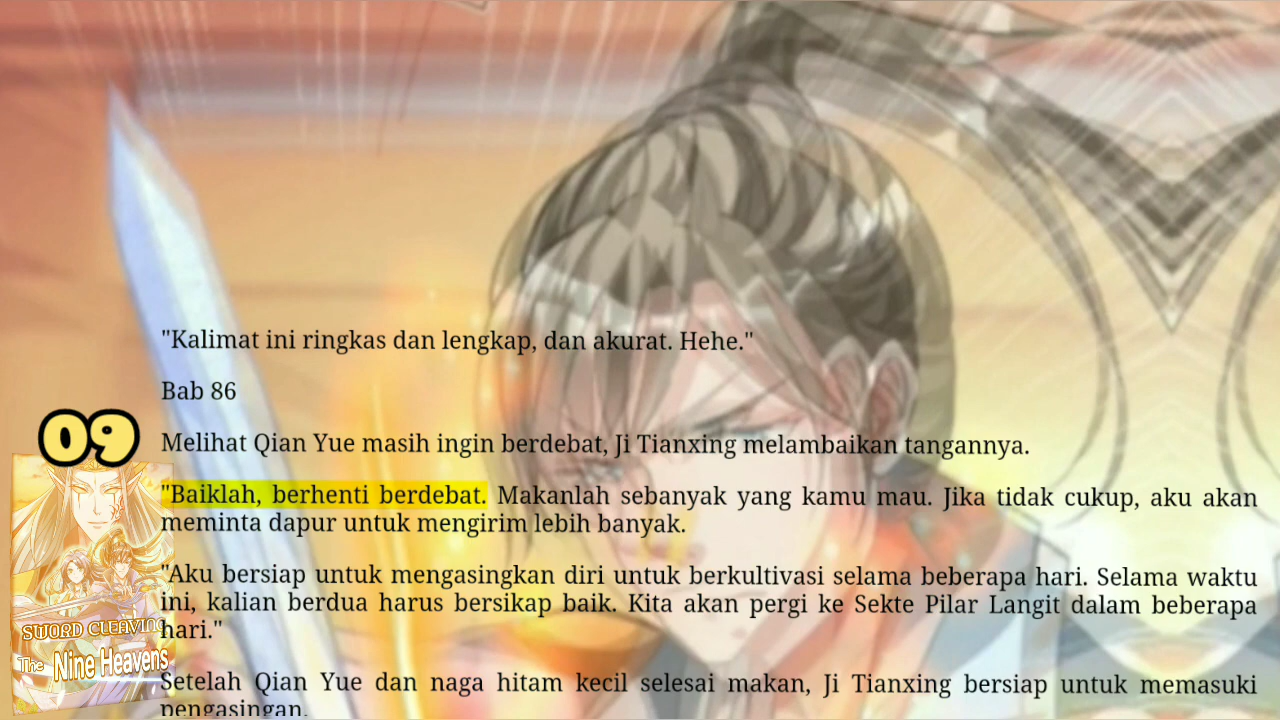 "Kalimat ini ringkas dan lengkap, dan akurat. Hehe."
Bab 86
Melihat Qian Yue masih ingin berdebat, Ji Tianxing melambaikan tangannya.
"Baiklah, berhenti berdebat. Makanlah sebanyak yang kamu mau. Jika tidak cukup, aku akan
meminta dapur untuk mengirim lebih banyak.
"Aku bersiap untuk mengasingkan diri untuk berkultivasi selama beberapa hari. Selama waktu
ini, kalian berdua harus bersikap baik. Kita akan pergi ke Sekte Pilar Langit dalam beberapa
hari."
Setelah Qian Yue dan naga hitam kecil selesai makan, Ji Tianxing bersiap untuk memasuki
pengasingan.
09
SWORD CLEAVING
The Nine Heavens